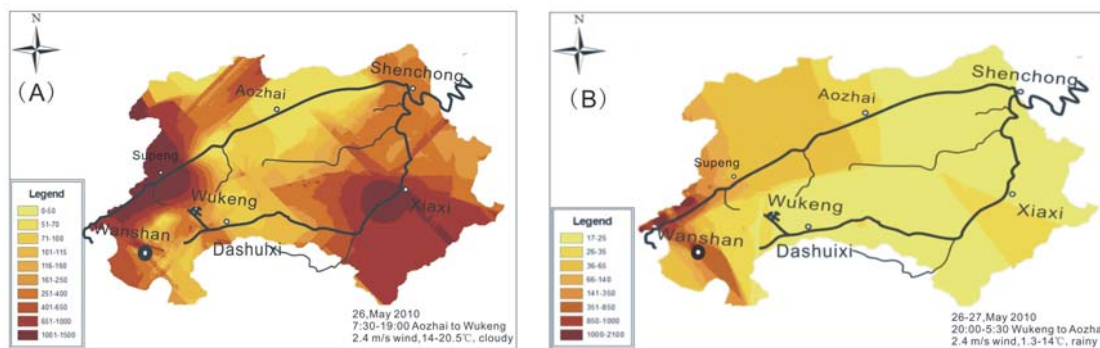 N
(A)
Shenchong
Aozhai
Supeng
Wukeng
Xiaxi
Wanshan
Dashuixi
Legend
0-50
51-70
71-100
101-115
116-160
161-250
251-400
401-650
651-1000
1001-1500
26,May 2010
7:30-19:00 Aozhai to Wukeng
2.4 m/s wind,14-20.5℃, cloudy
N
(B)
Shenchong
Aozhai
Supeng
Wukeng
Xiaxi
Wanshan
Dashuixi
Legend
17-25
26-35
36-65
66-140
141-350
351-850
850-1000
1000-2100
26-27,May 2010
20:00-5:30 Wukeng to Aozha
2.4 m/s wind,1.3-14℃, rainy